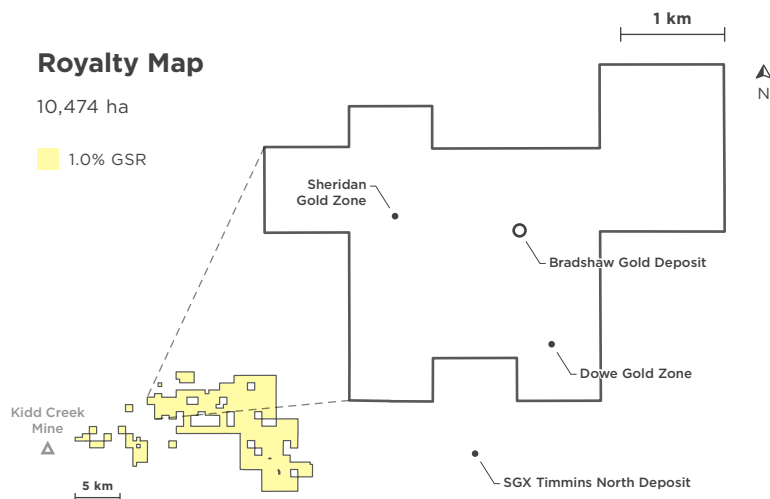 1 km
Royalty Map
N
10,474 ha
1.0% GSR
Sheridan
Gold Zone
Bradshaw Gold Deposit
Dowe Gold Zone
Kidd Creek
Mine
SGX Timmins North Deposit
5 km